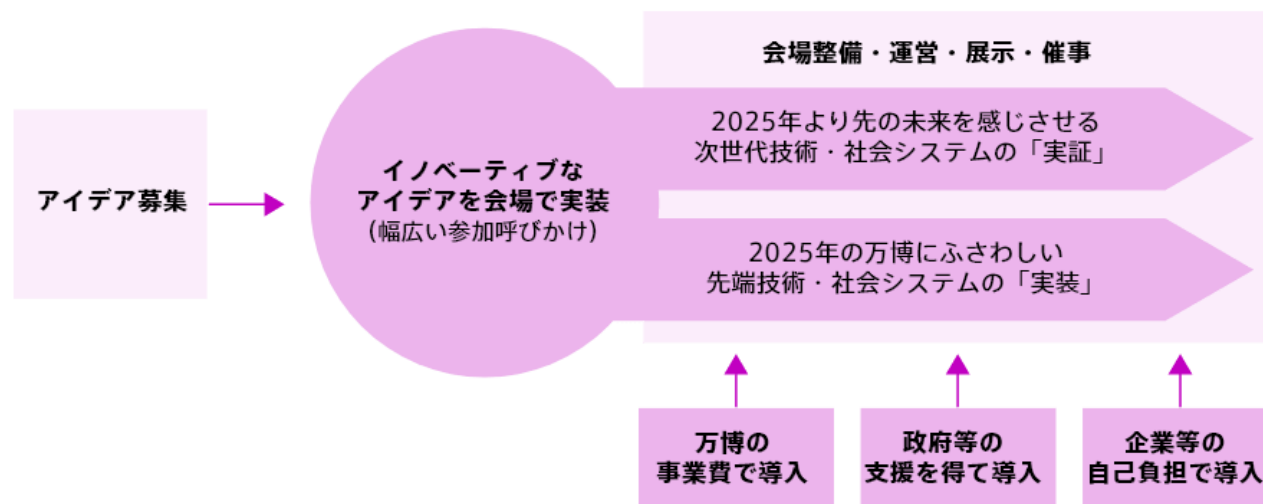 アイデア募集
イノベーティブな
アイデアを会場で実装
(幅広い参加呼びかけ)
会場整備・運営・展示・催事
2025年より先の未来を感じさせる
次世代技術・社会システムの「実証」
2025年の万博にふさわしい
先端技術・社会システムの「実装」
万博の
事業費で導入
政府等の
支援を得て導入
企業等の
自己負担で導入